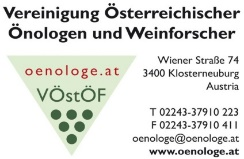 Vereinigung Österreichischer
Önologen und Weinforscher
oenologe.at
VÖstÖF
Wiener Straße 74
3400 Klosterneuburg
Austria
T 02243-37910 223
F 02243-37910 411
oenologe@oenologe.at
www.oenologe.at